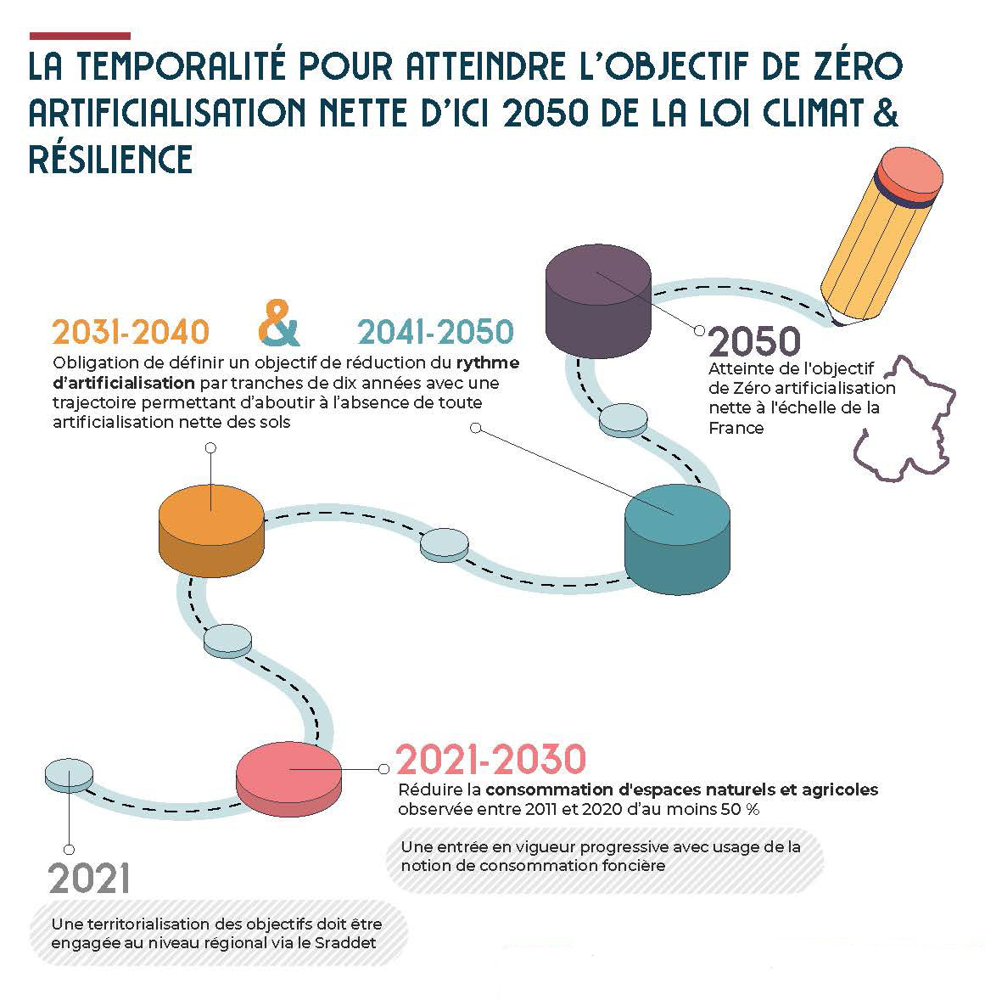 LA TEMPORALITÉ POUR ATTEINDRE L'OBJECTIF DE ZÉRO
ARTIFICIALISATION NETTE D'ICI 2050 DE LA LOI CLIMAT &
RÉSILIENCE
2031-2040 & 2041-2050
Obligation de définir un objectif de réduction du rythme
d'artificialisation par tranches de dix années avec une
trajectoire permettant d'aboutir à l'absence de toute
artificialisation nette des sols
2050
Atteinte de l'objectif
de Zéro artificialisation
nette à l'échelle de la
France
2021-2030
Réduire la consommation d'espaces naturels et agricoles
observée entre 2011 et 2020 d'au moins 50 %
Une entrée en vigueur progressive avec usage de la
notion de consommation foncière
2021
Une territorialisation des objectifs doit être
engagée au niveau régional via le Sraddet